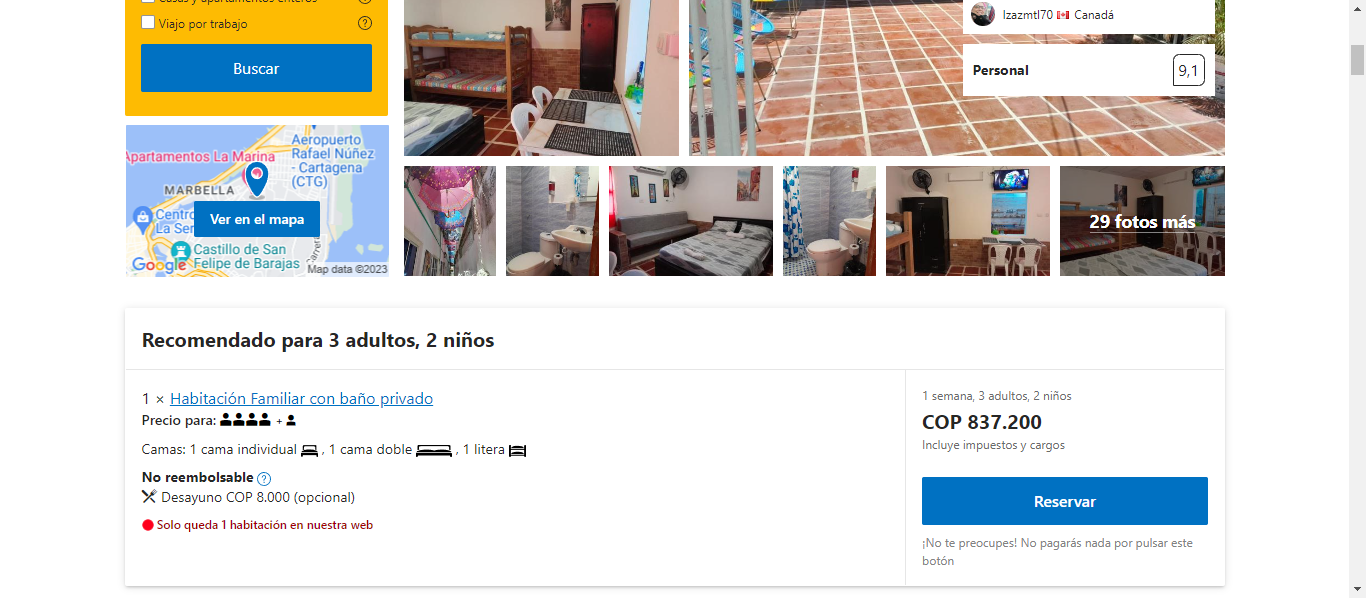 Casas y apartamentos enteros
Viajo por trabajo
Buscar
Izazmtl70 Canadá
Personal 9,1
Apartamentos La Marina
Aeropuerto
Rafael Núñez
- Cartagena
(CTG)
MARBELLA
Ver en el mapa
Centro
La Ser
Castillo de San
Felipe de Barajas
Carrera
Google
Map data ©2023
29 fotos más
Recomendado para 3 adultos, 2 niños
1 × Habitación Familiar con baño privado
Precio para: +
Camas: 1 cama individual , 1 cama doble , 1 litera
No reembolsable
Desayuno COP 8.000 (opcional)
Solo queda 1 habitación en nuestra web
1 semana, 3 adultos, 2 niños
COP 837.200
Incluye impuestos y cargos
Reservar
¡No te preocupes! No pagarás nada por pulsar este
botón